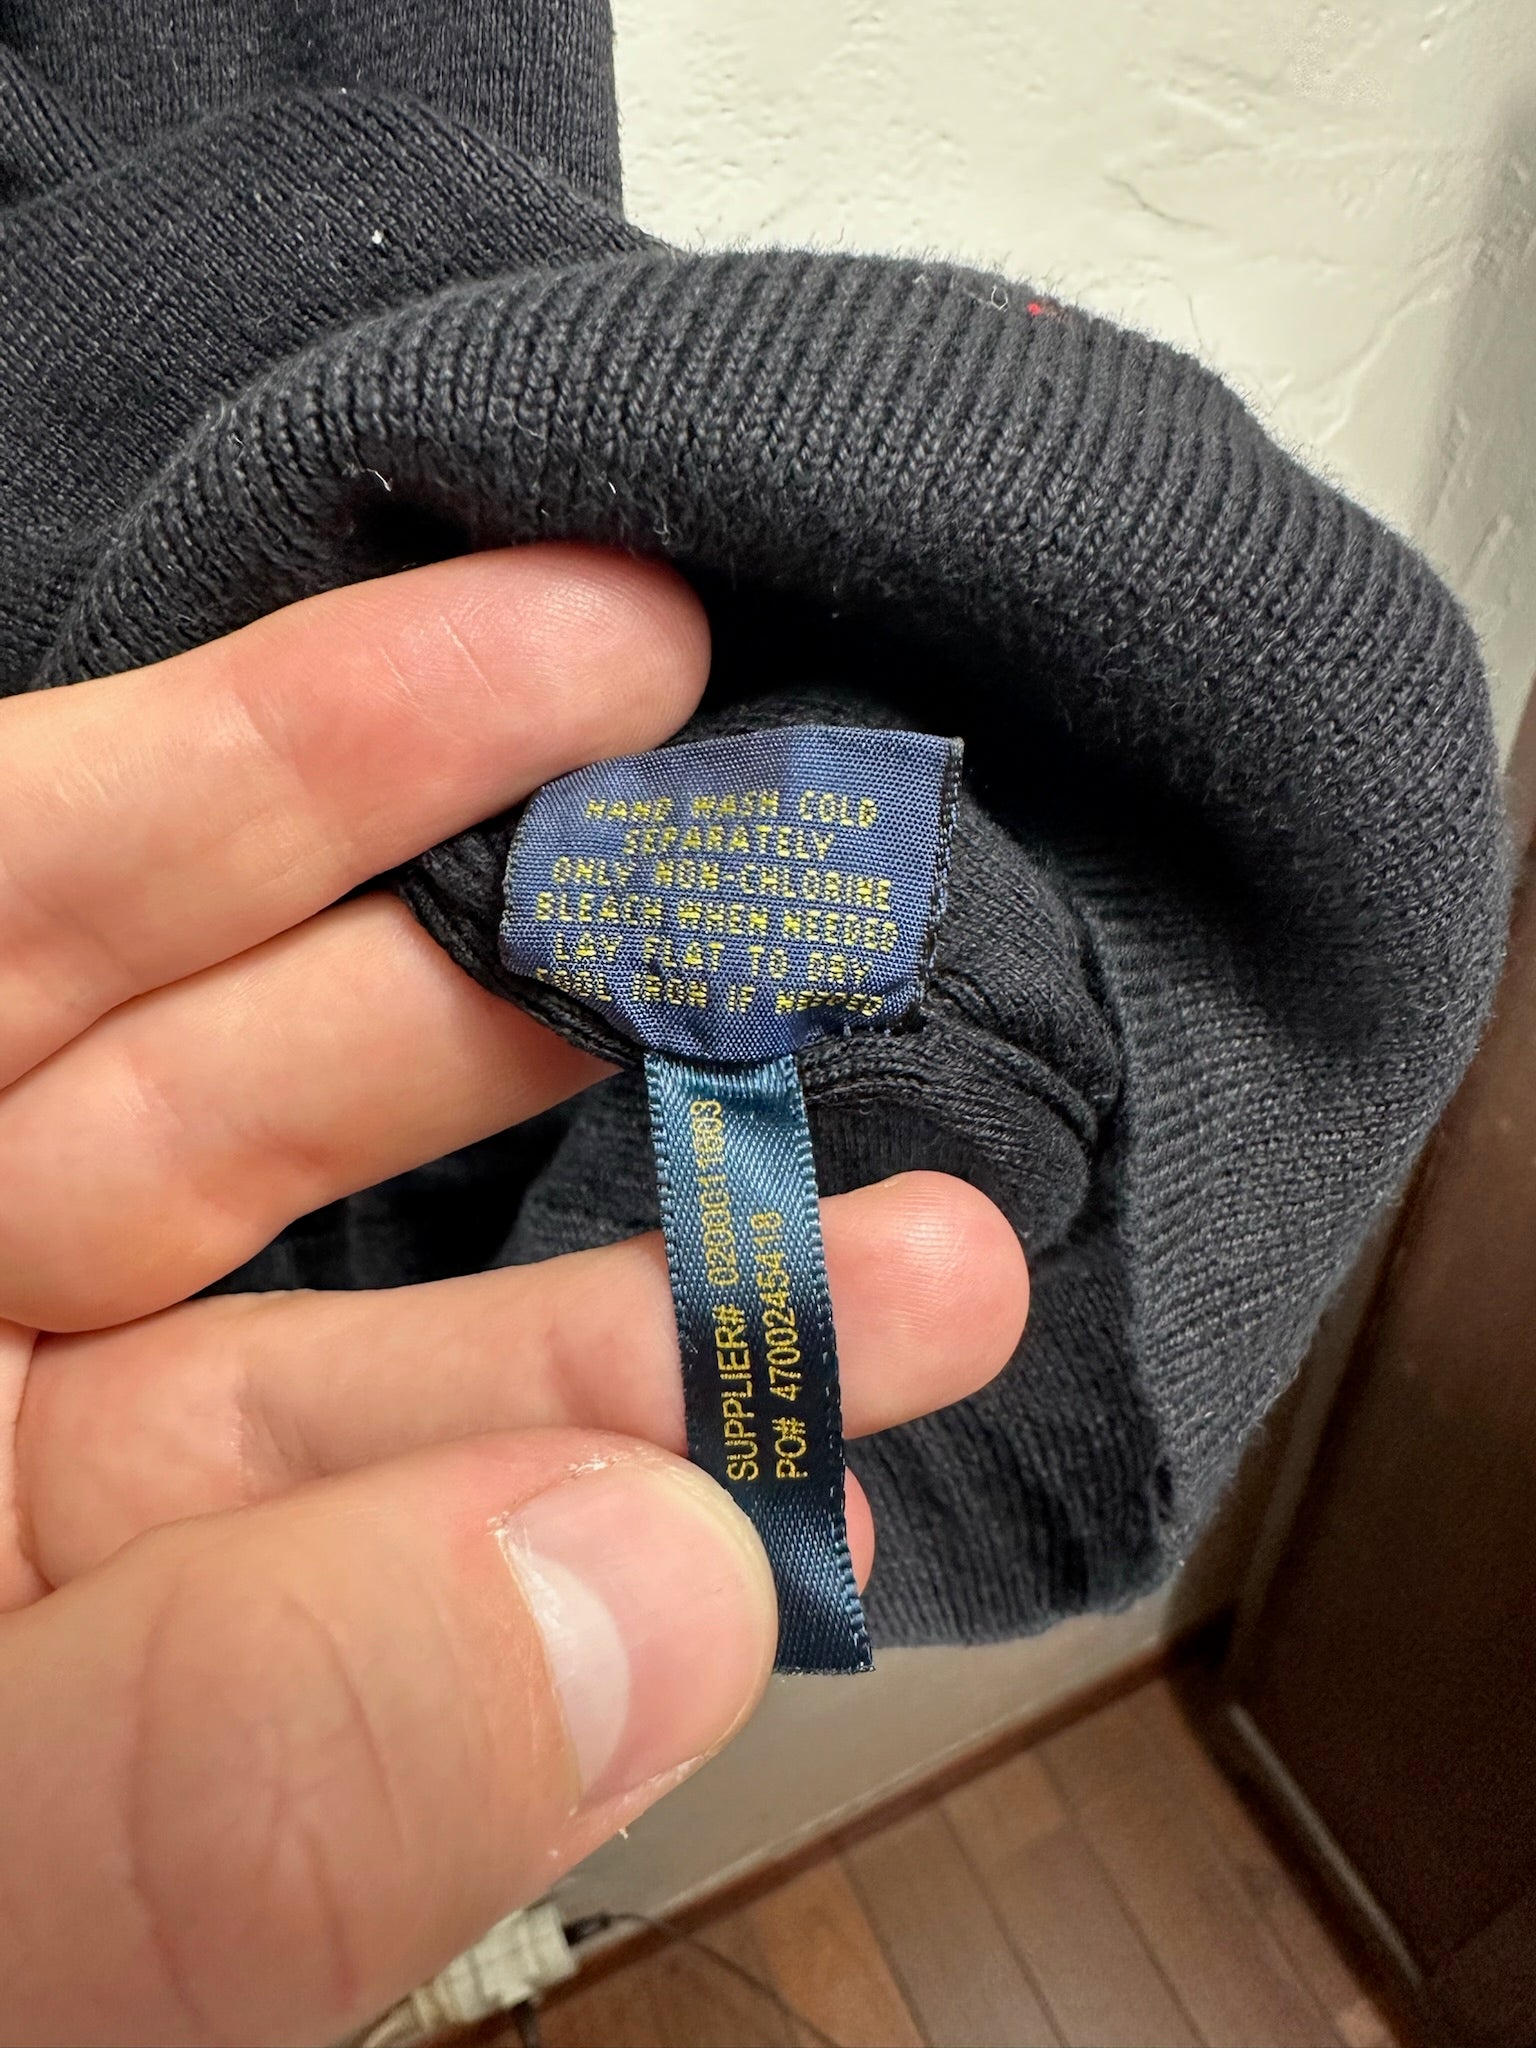 HAND WASH COLD
SEPARATELY
ONLY NON-CHLORINE
BLEACH WHEN NEEDED
LAY FLAT TO DRY
COOL IRON IF NEEDED
SUPPLIER# 0200011603
PO# 4700245418